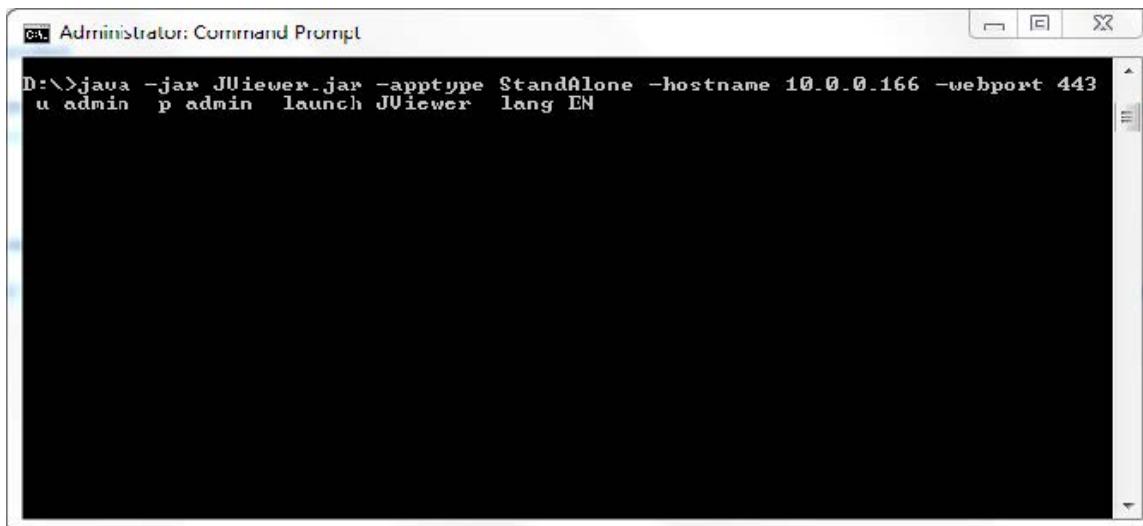 Administrator: Command Prompt
D:\>java -jar JViewer.jar -apptype StandAlone -hostname 10.0.0.166 -webport 443
u admin p admin launch JViewer lang EN